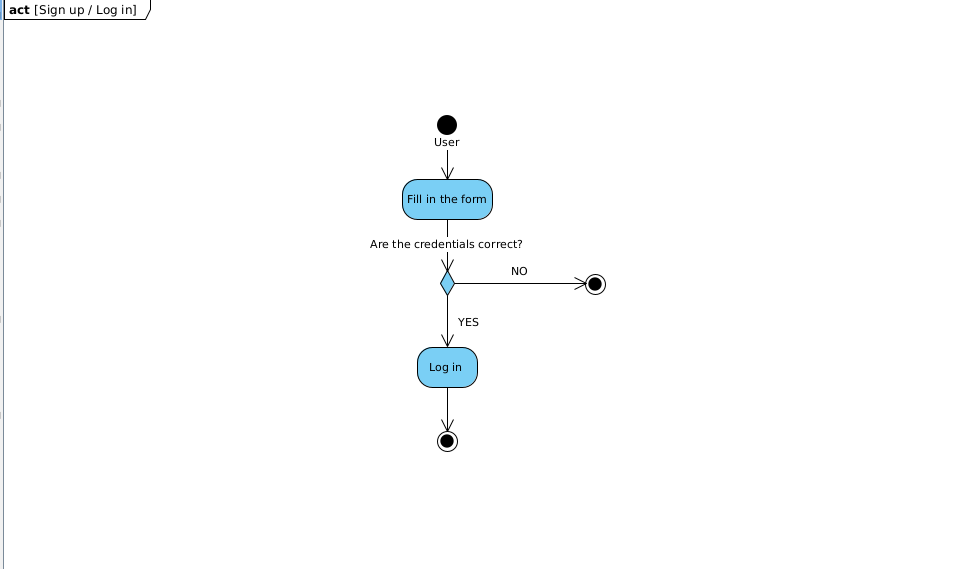 act [Sign up / Log in]
User
Fill in the form
Are the credentials correct?
NO
YES
Log in